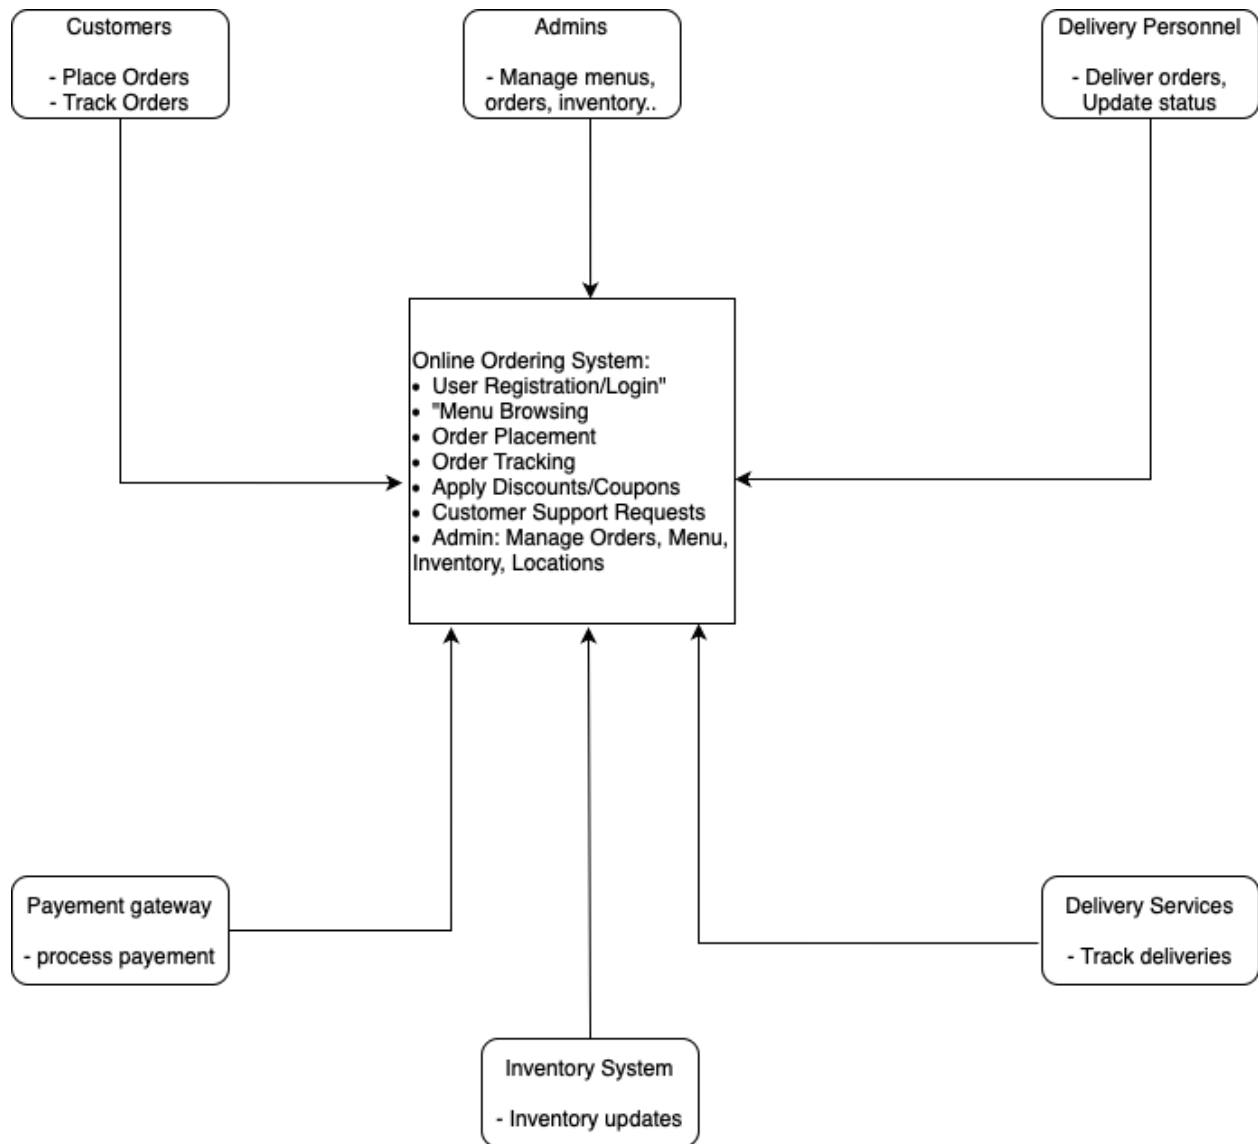 Customers
- Place Orders
- Track Orders
Admins
- Manage menus,
orders, inventory..
Delivery Personnel
- Deliver orders,
Update status
Online Ordering System:
• User Registration/Login"
• "Menu Browsing
• Order Placement
• Order Tracking
• Apply Discounts/Coupons
• Customer Support Requests
• Admin: Manage Orders, Menu,
Inventory, Locations
Payement gateway
- process payement
Delivery Services
- Track deliveries
Inventory System
- Inventory updates